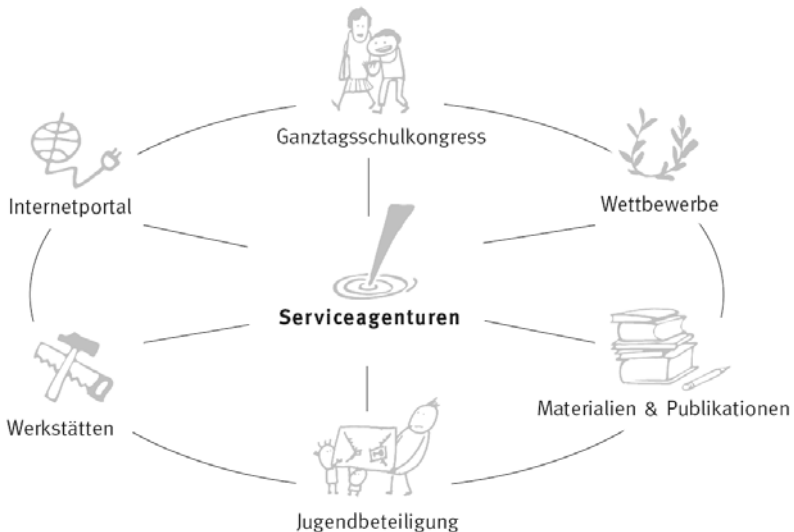 Ganztagsschulkongress
Internetportal
Wettbewerbe
Serviceagenturen
Werkstätten
Materialien & Publikationen
Jugendbeteiligung